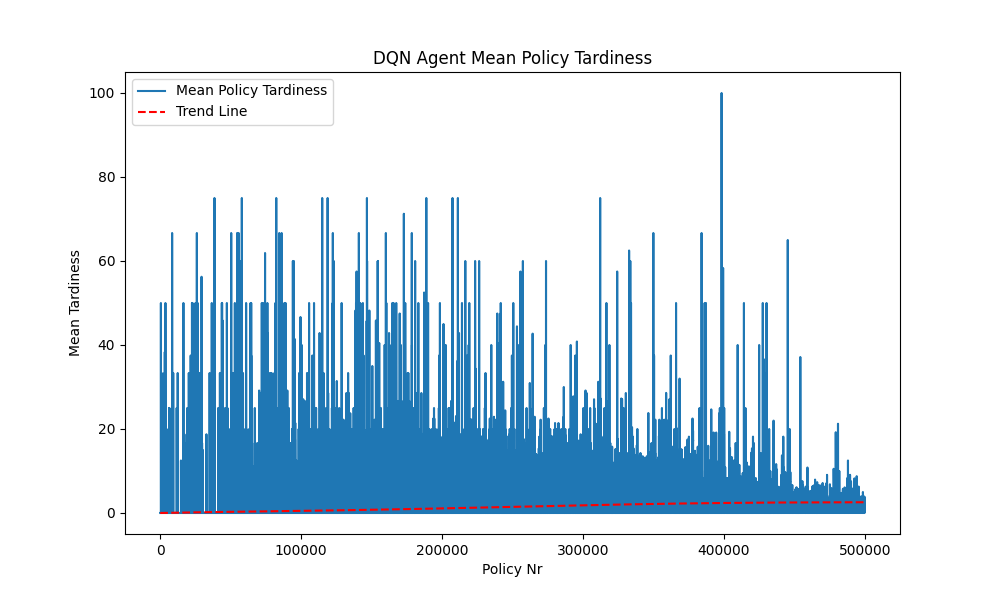 DQN Agent Mean Policy Tardiness
Mean Policy Tardiness
Trend Line
Mean Tardiness
100
80
60
40
20
0
0 100000 200000 300000 400000 500000
Policy Nr